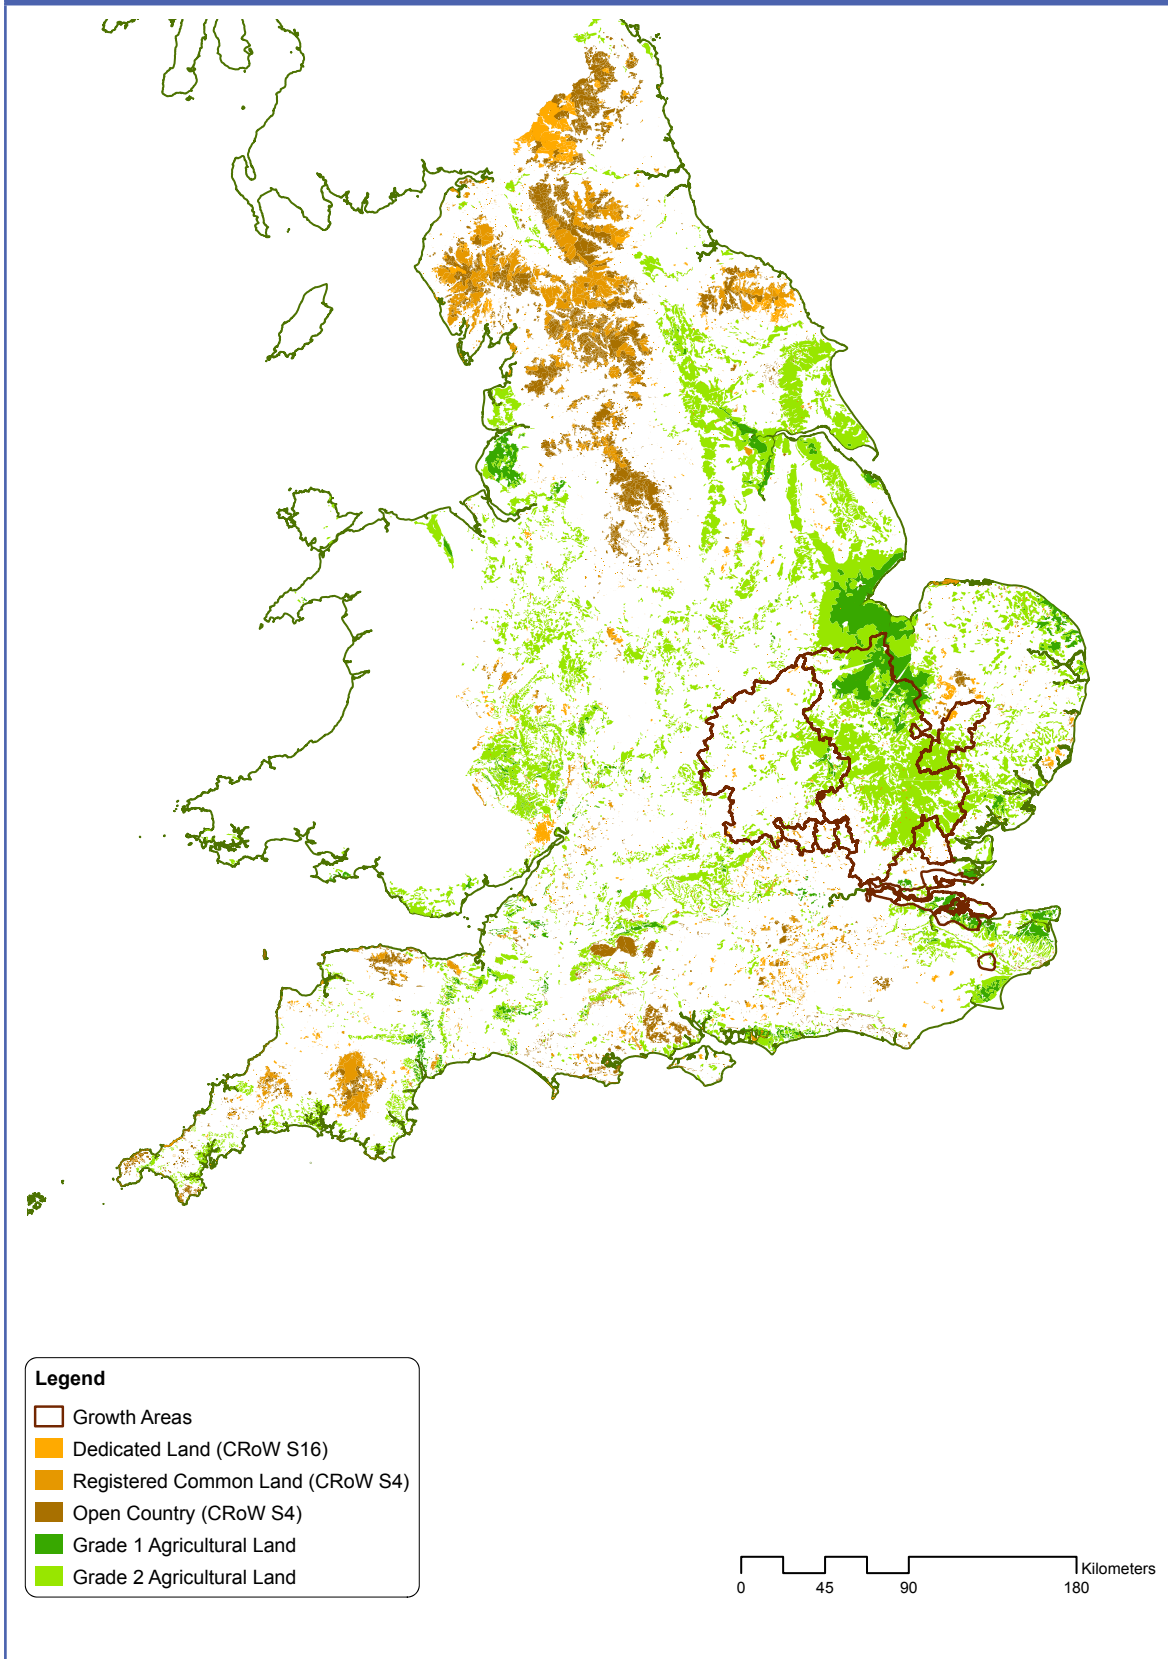 Legend
Growth Areas
Dedicated Land (CRoW S16)
Registered Common Land (CRoW S4)
Open Country (CRoW S4)
Grade 1 Agricultural Land
Grade 2 Agricultural Land
Kilometers
0 45 90 180